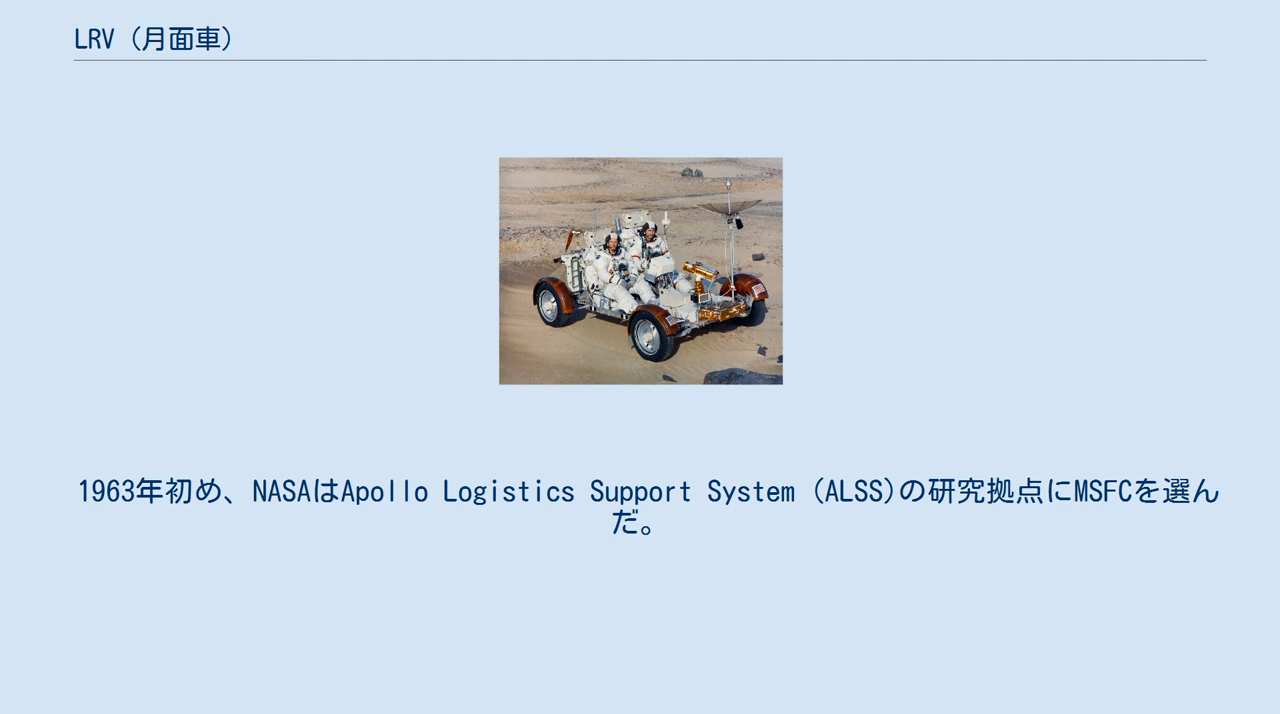 LRV（月面車）
1963年初め、NASAはApollo Logistics Support System (ALSS)の研究拠点にMSFCを選ん
だ。